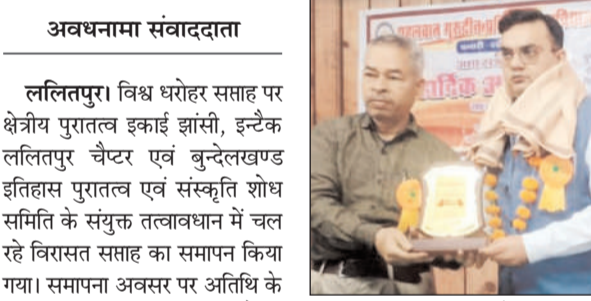 अवधनामा संवाददाता
ललितपुर। विश्व धरोहर सप्ताह पर
क्षेत्रीय पुरातत्व इकाई झांसी, इन्टैक
ललितपुर चैप्टर एवं बुन्देलखण्ड
इतिहास पुरातत्व एवं संस्कृति शोध
समिति के संयुक्त तत्वावधान में चल
रहे विरासत सप्ताह का समापन किया
गया। समापना अवसर पर अतिथि के
पहलवान गुरुदीन